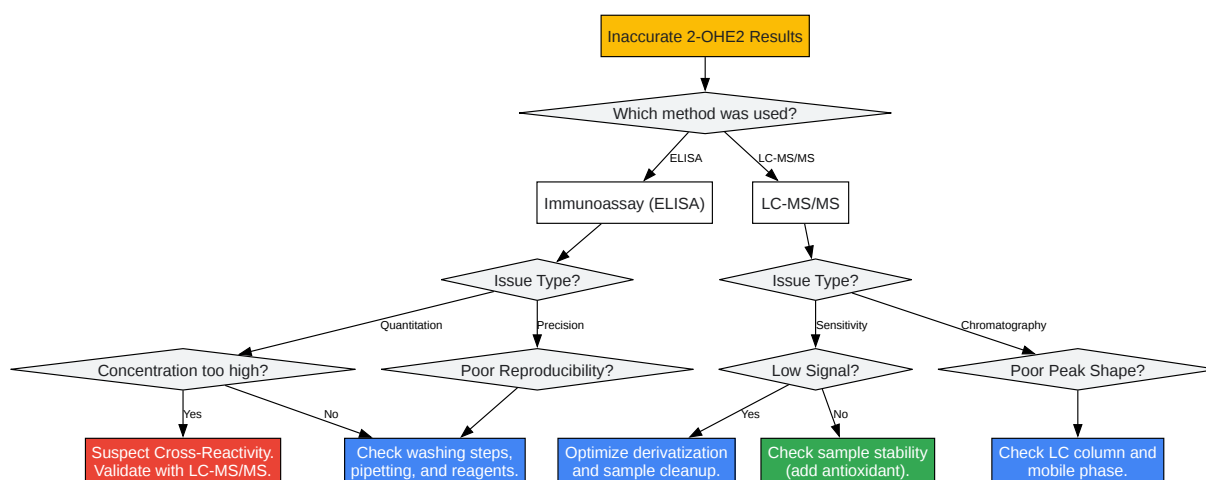 Inaccurate 2-OHE2 Results
Which method was used?
ELISA
LC-MS/MS
Immunoassay (ELISA)
LC-MS/MS
Issue Type?
Issue Type?
Quantitation
Precision
Sensitivity
Chromatography
Concentration too high?
Poor Reproducibility?
Low Signal?
Poor Peak Shape?
Yes
No
Yes
No
Suspect Cross-Reactivity.
Validate with LC-MS/MS.
Check washing steps,
pipetting, and reagents.
Optimize derivatization
and sample cleanup.
Check sample stability
(add antioxidant).
Check LC column and
mobile phase.